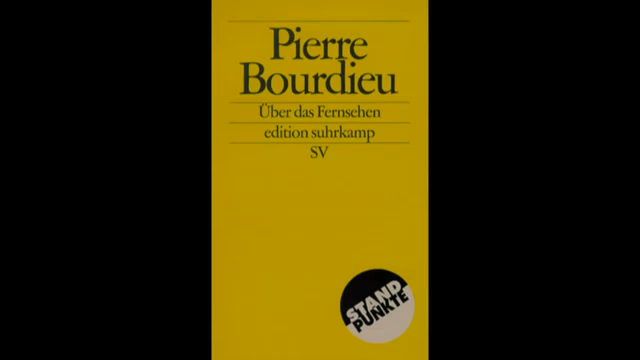 Pierre
Bourdieu
Über das Fernsehen
edition suhrkamp
SV
STAND
PUNKTE